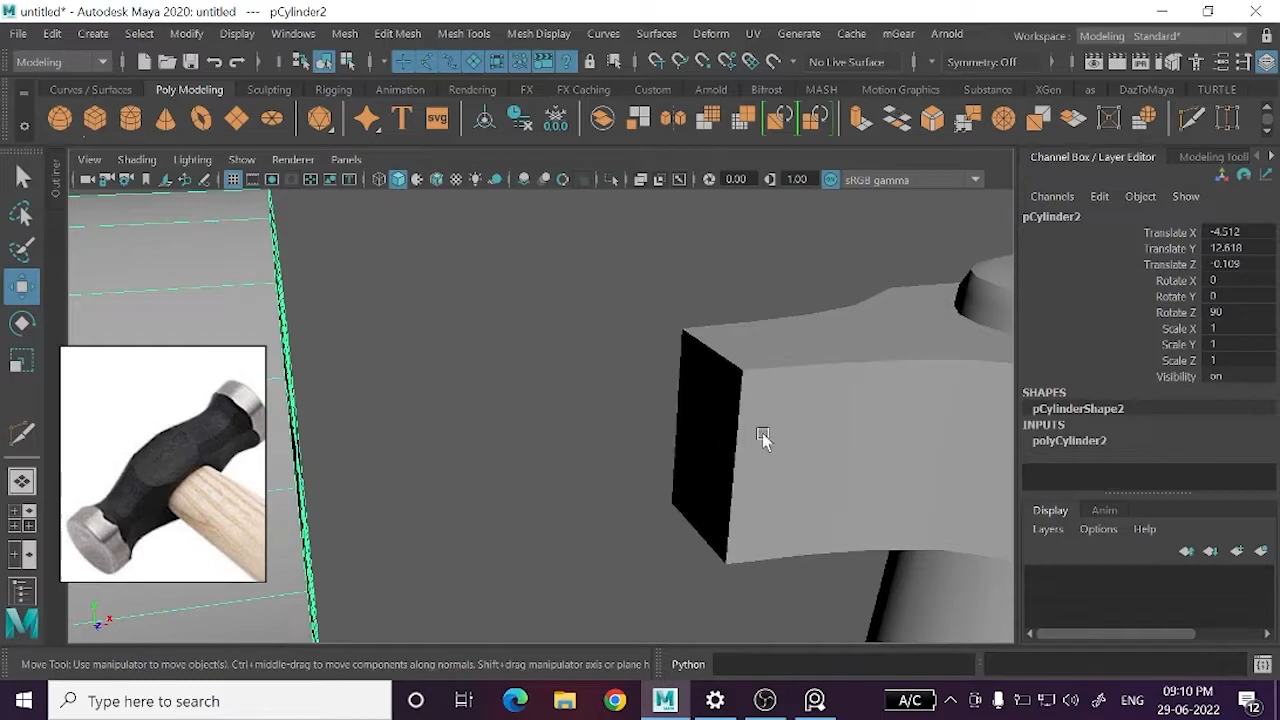 untitled* - Autodesk Maya 2020: untitled   ---   pCylinder2
File Edit Create Select Modify Display Windows Mesh Edit Mesh Mesh Tools Mesh Display Curves Surfaces Deform UV Generate Cache mGear Arnold Workspace : Modeling Standard*
Modeling No Live Surface Symmetry: Off
Curves / Surfaces Poly Modeling Sculpting Rigging Animation Rendering FX FX Caching Custom Arnold Bifrost MASH Motion Graphics Substance XGen as DazToMaya TURTLE
T svg 0,0,0
View Shading Lighting Show Renderer Panels
Channel Box / Layer Editor Modeling Tool
Outliner
0.00 1.00 sRGB gamma
Channels Edit Object Show
pCylinder2
Translate X -4.512
Translate Y 12.618
Translate Z -0.109
Rotate X 0
Rotate Y 0
Rotate Z 90
Scale X 1
Scale Y 1
Scale Z 1
Visibility on
SHAPES
pCylinderShape2
INPUTS
polyCylinder2
Display Anim
Layers Options Help
y x z
Move Tool: Use manipulator to move object(s). Ctrl+middle-drag to move components along normals. Shift+drag manipulator axis or plane h
Python
Type here to search
A/C
ENG
09:10 PM
29-06-2022
12